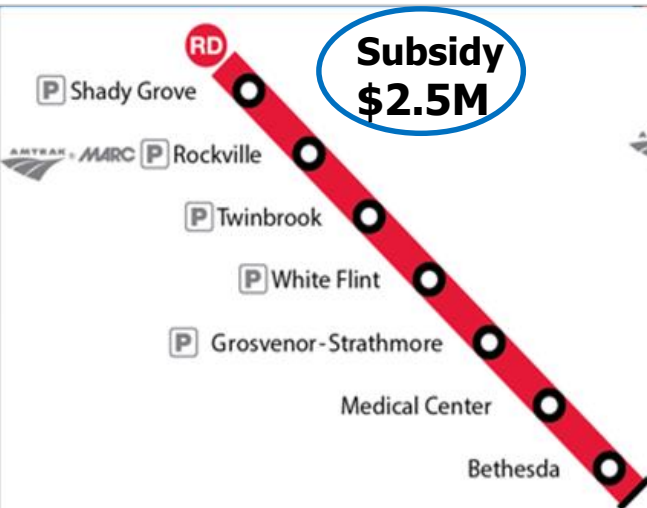 RD
Subsidy
$2.5M
P Shady Grove
AMTRAK MARC P Rockville
P Twinbrook
P White Flint
P Grosvenor-Strathmore
Medical Center
Bethesda